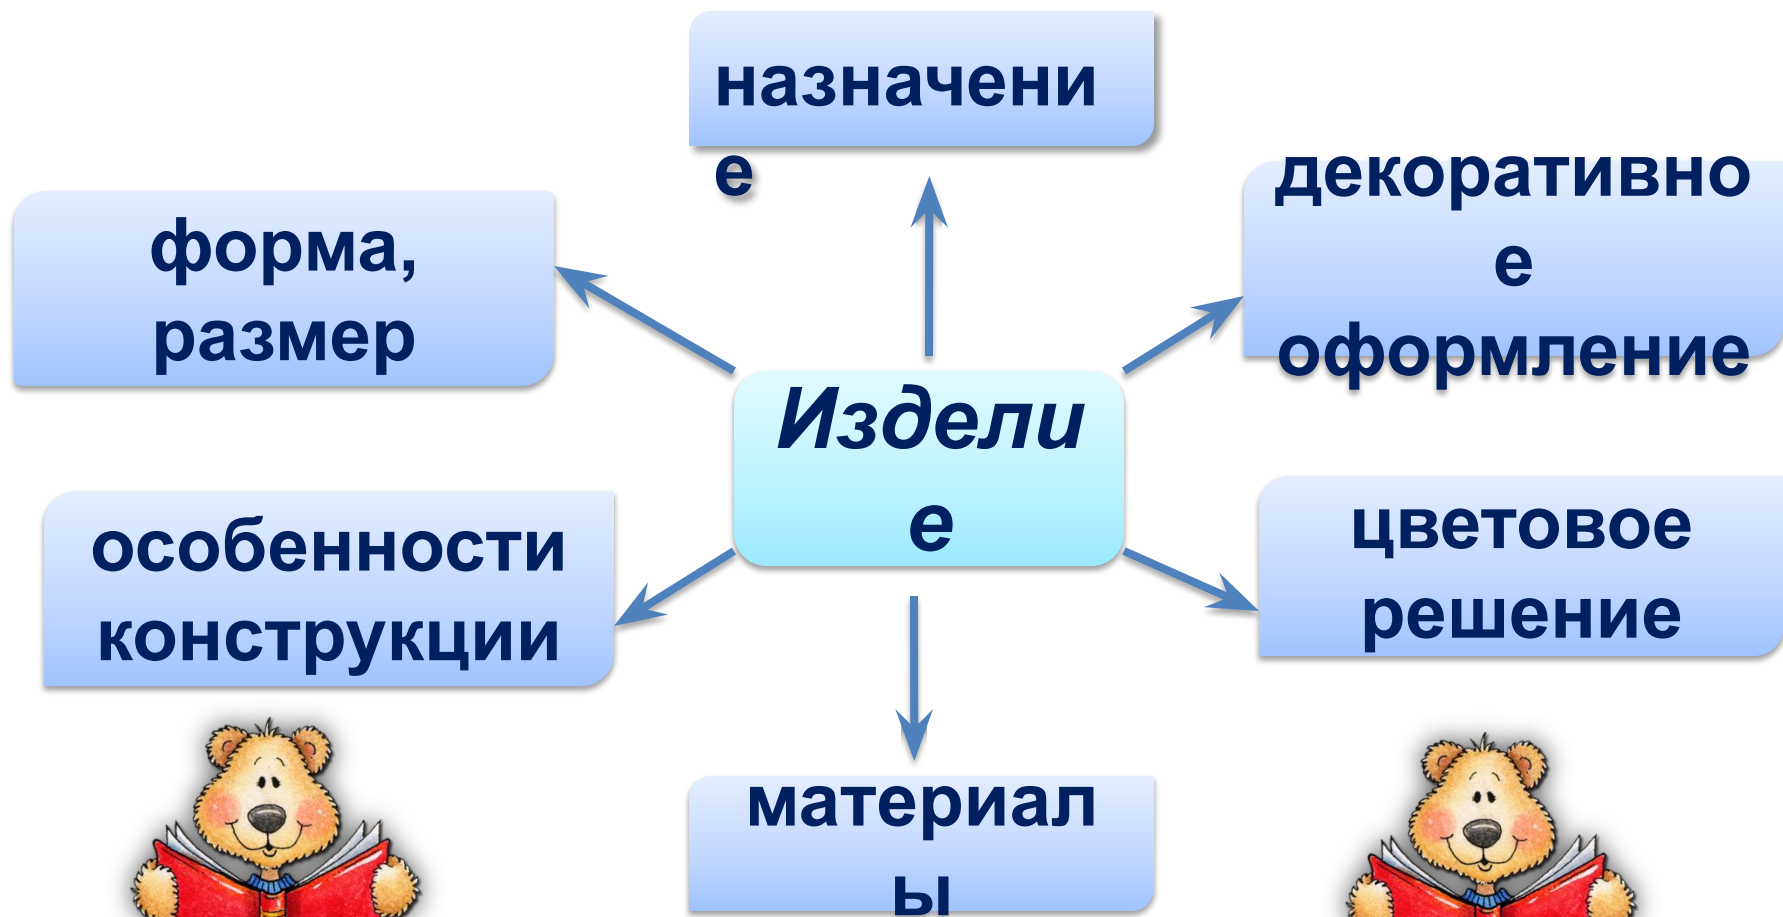 назначени
е
декоративно
е
оформление
форма,
размер
Издели
е
особенности
конструкции
цветовое
решение
материал
ы